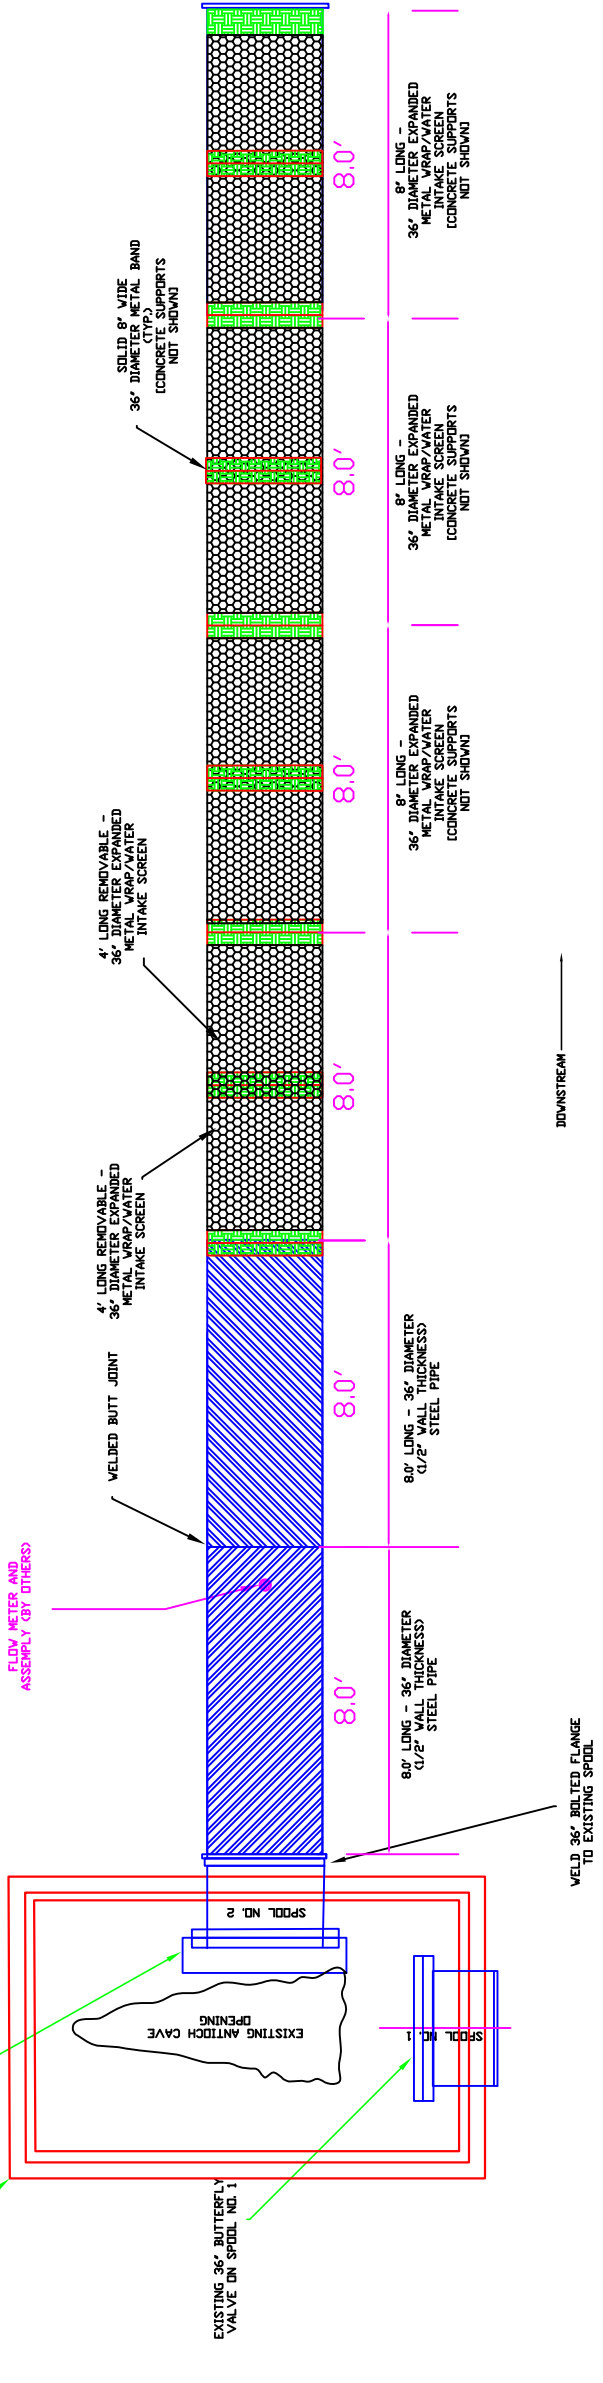 8' LONG -
36" DIAMETER EXPANDED
METAL WRAP/WATER
INTAKE SCREEN
[CONCRETE SUPPORTS
NOT SHOWN]
8.0'
SOLID 8" WIDE
36" DIAMETER METAL BAND
(TYP.)
[CONCRETE SUPPORTS
NOT SHOWN]
8' LONG -
36" DIAMETER EXPANDED
METAL WRAP/WATER
INTAKE SCREEN
[CONCRETE SUPPORTS
NOT SHOWN]
8.0'
8' LONG -
36" DIAMETER EXPANDED
METAL WRAP/WATER
INTAKE SCREEN
[CONCRETE SUPPORTS
NOT SHOWN]
8.0'
4' LONG REMOVABLE -
36" DIAMETER EXPANDED
METAL WRAP/WATER
INTAKE SCREEN
8.0'
DOWNSTREAM
4' LONG REMOVABLE -
36" DIAMETER EXPANDED
METAL WRAP/WATER
INTAKE SCREEN
WELDED BUTT JOINT
8.0'
8.0' LONG - 36" DIAMETER
(1/2" WALL THICKNESS)
STEEL PIPE
FLOW METER AND
ASSEMPLY (BY OTHERS)
8.0'
8.0' LONG - 36" DIAMETER
(1/2" WALL THICKNESS)
STEEL PIPE
WELD 36" BOLTED FLANGE
TO EXISTING SPOOL
SPOOL NO. 2
EXISTING ANTIOCH CAVE
OPENING
SPOOL NO. 1
EXISTING 36" BUTTERFLY
VALVE ON SPOOL NO. 1